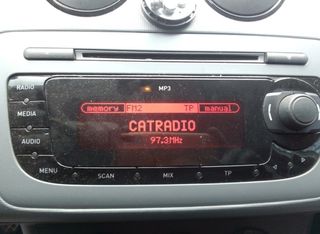 MP3
RADIO
memory FM2 TP manual
MEDIA
CATRADIO
97.3MHz
AUDIO
MENU SCAN MIX TP